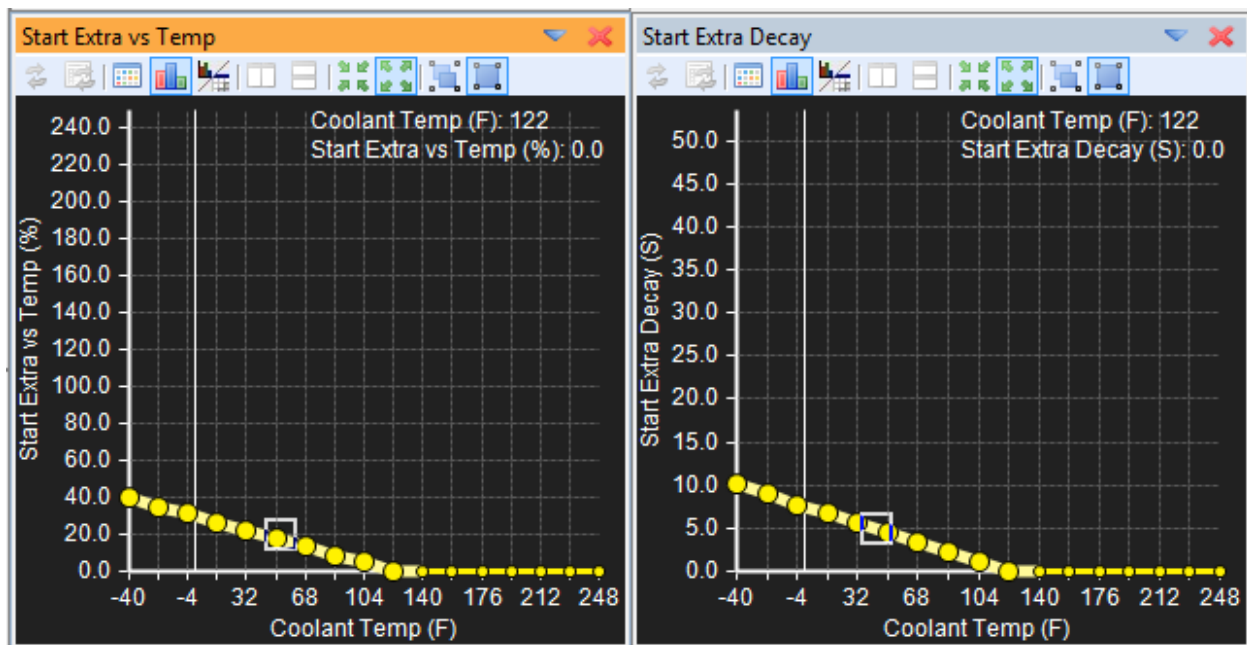 Start Extra vs Temp
Coolant Temp (F): 122
Start Extra vs Temp (%): 0.0
Start Extra vs Temp (%)
240.0
220.0
200.0
180.0
160.0
140.0
120.0
100.0
80.0
60.0
40.0
20.0
0.0
-40 -4 32 68 104 140 176 212 248
Coolant Temp (F)
Start Extra Decay
Coolant Temp (F): 122
Start Extra Decay (S): 0.0
Start Extra Decay (S)
50.0
45.0
40.0
35.0
30.0
25.0
20.0
15.0
10.0
5.0
0.0
-40 -4 32 68 104 140 176 212 248
Coolant Temp (F)